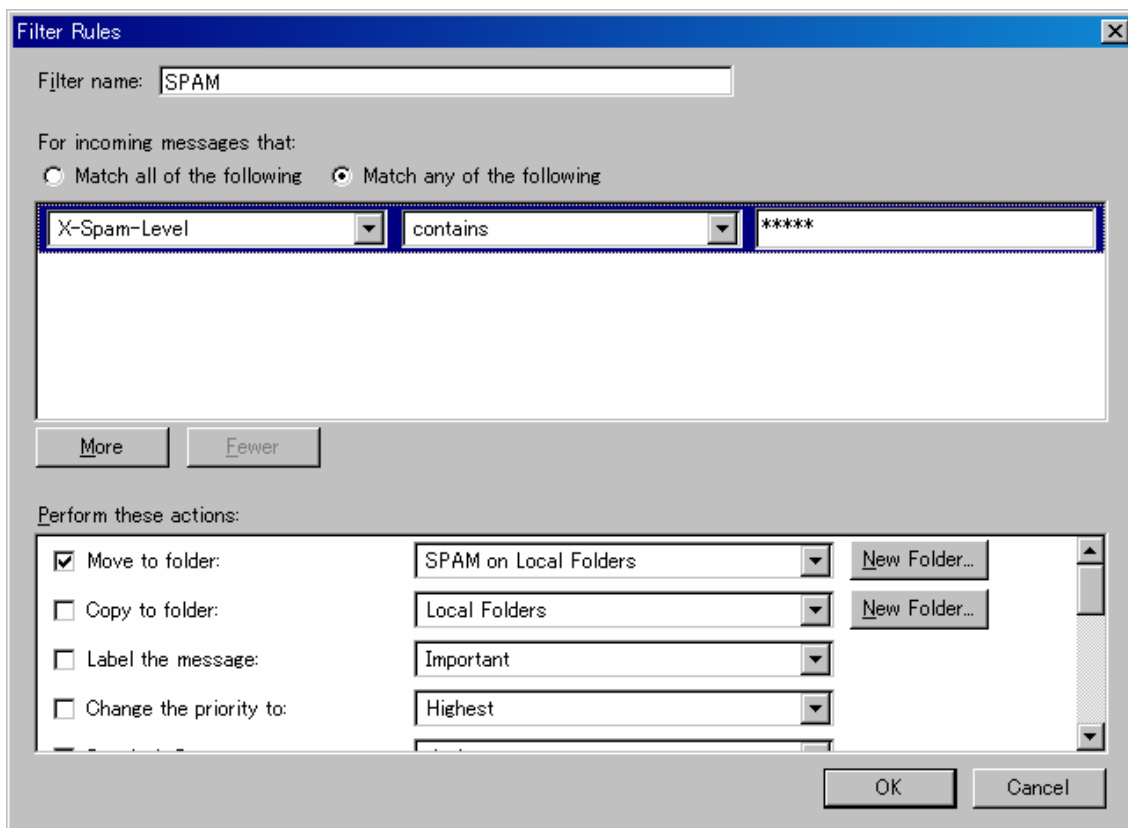 Filter Rules
Filter name: SPAM
For incoming messages that:
Match all of the following Match any of the following
X-Spam-Level contains *****
More Fewer
Perform these actions:
Move to folder: SPAM on Local Folders New Folder...
Copy to folder: Local Folders New Folder...
Label the message: Important
Change the priority to: Highest
OK Cancel